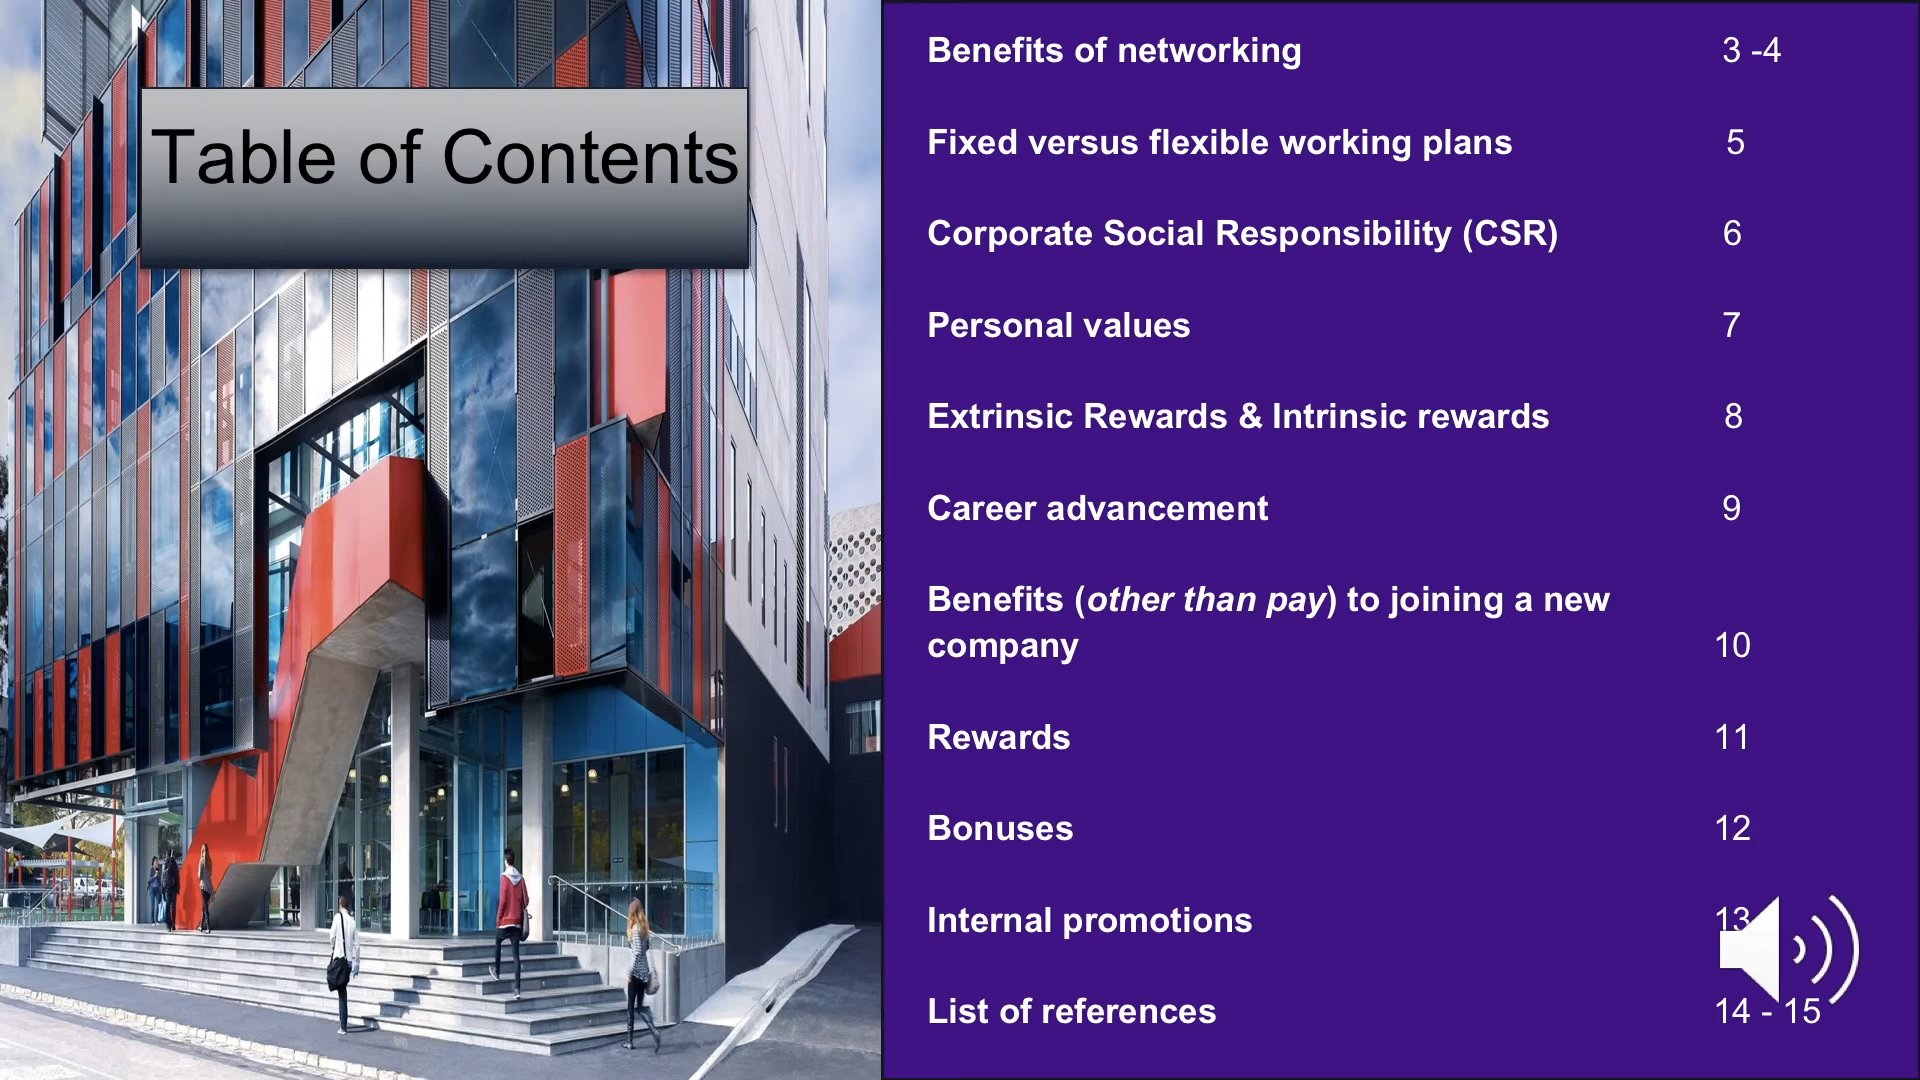 Table of Contents
Benefits of networking 3 -4
Fixed versus flexible working plans 5
Corporate Social Responsibility (CSR) 6
Personal values 7
Extrinsic Rewards & Intrinsic rewards 8
Career advancement 9
Benefits (other than pay) to joining a new
company 10
Rewards 11
Bonuses 12
Internal promotions 13
List of references 14 - 15